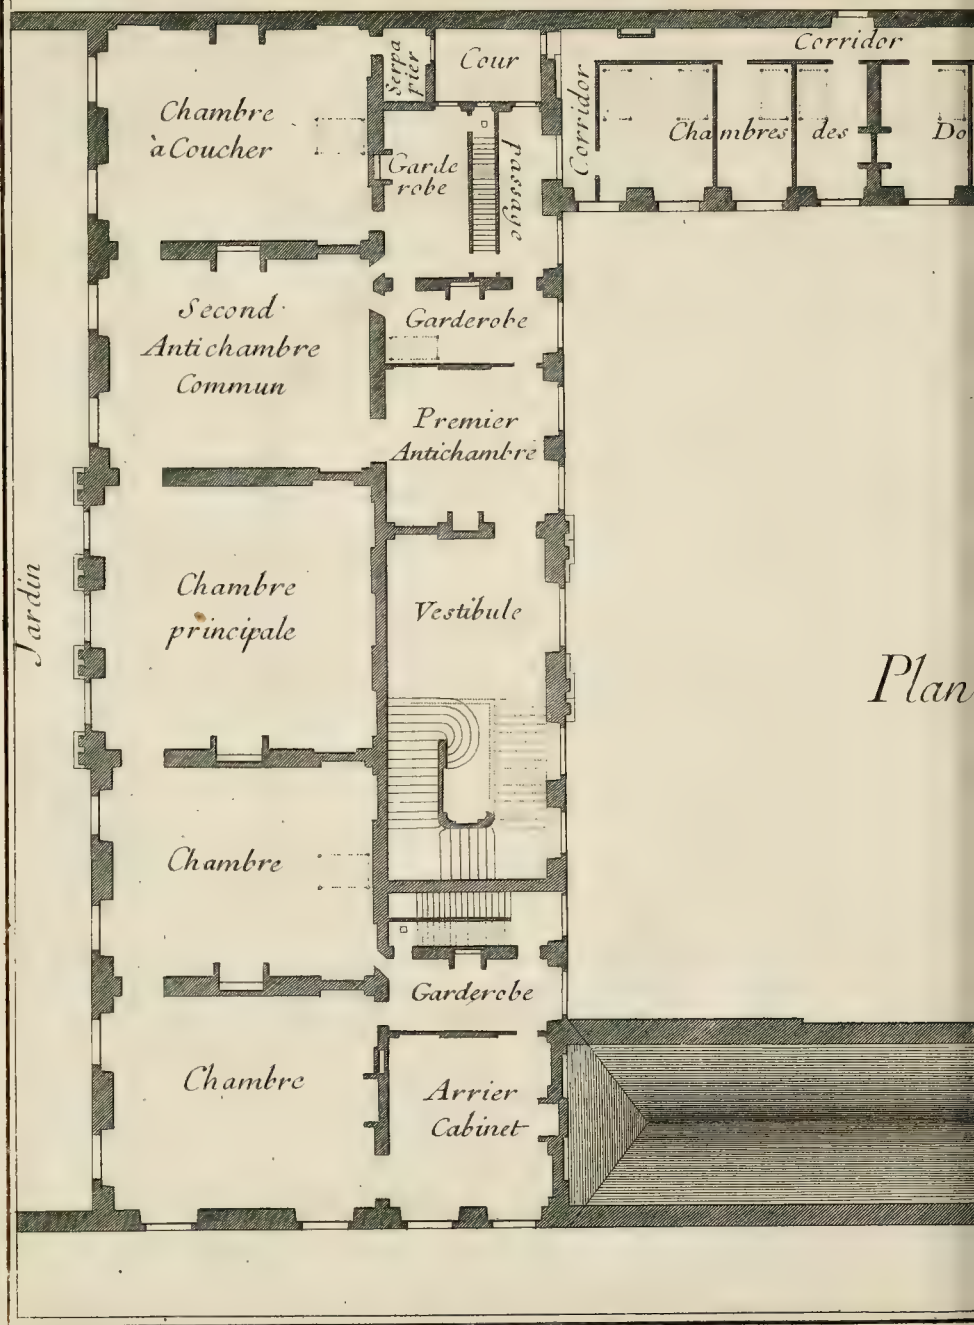 Corridor
Serpa
pier
Cour
Chambre
à Coucher
Corridor
Chambres des Do
Garde
robe
passage
Second
Antichambre
Commun
Garderobe
Premier
Antichambre
Jardin
Chambre
principale
Vestibule
Plan
Chambre
Garderobe
Chambre
Arrier
Cabinet